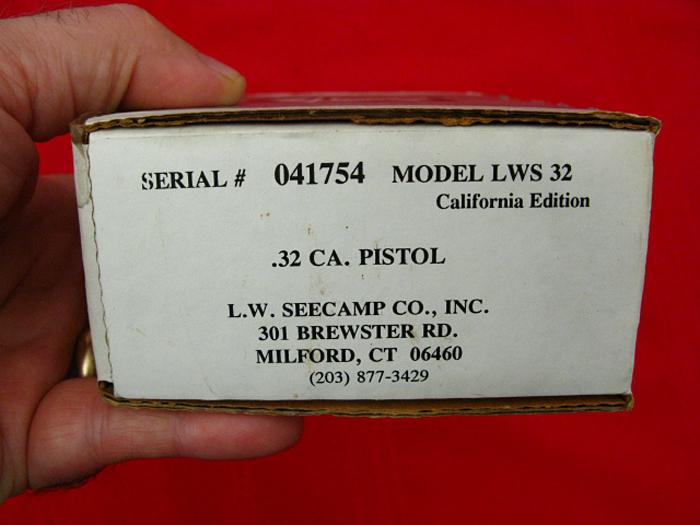 SERIAL # 041754 MODEL LWS 32
California Edition
.32 CA. PISTOL
L.W. SEECAMP CO., INC.
301 BREWSTER RD.
MILFORD, CT 06460
(203) 877-3429